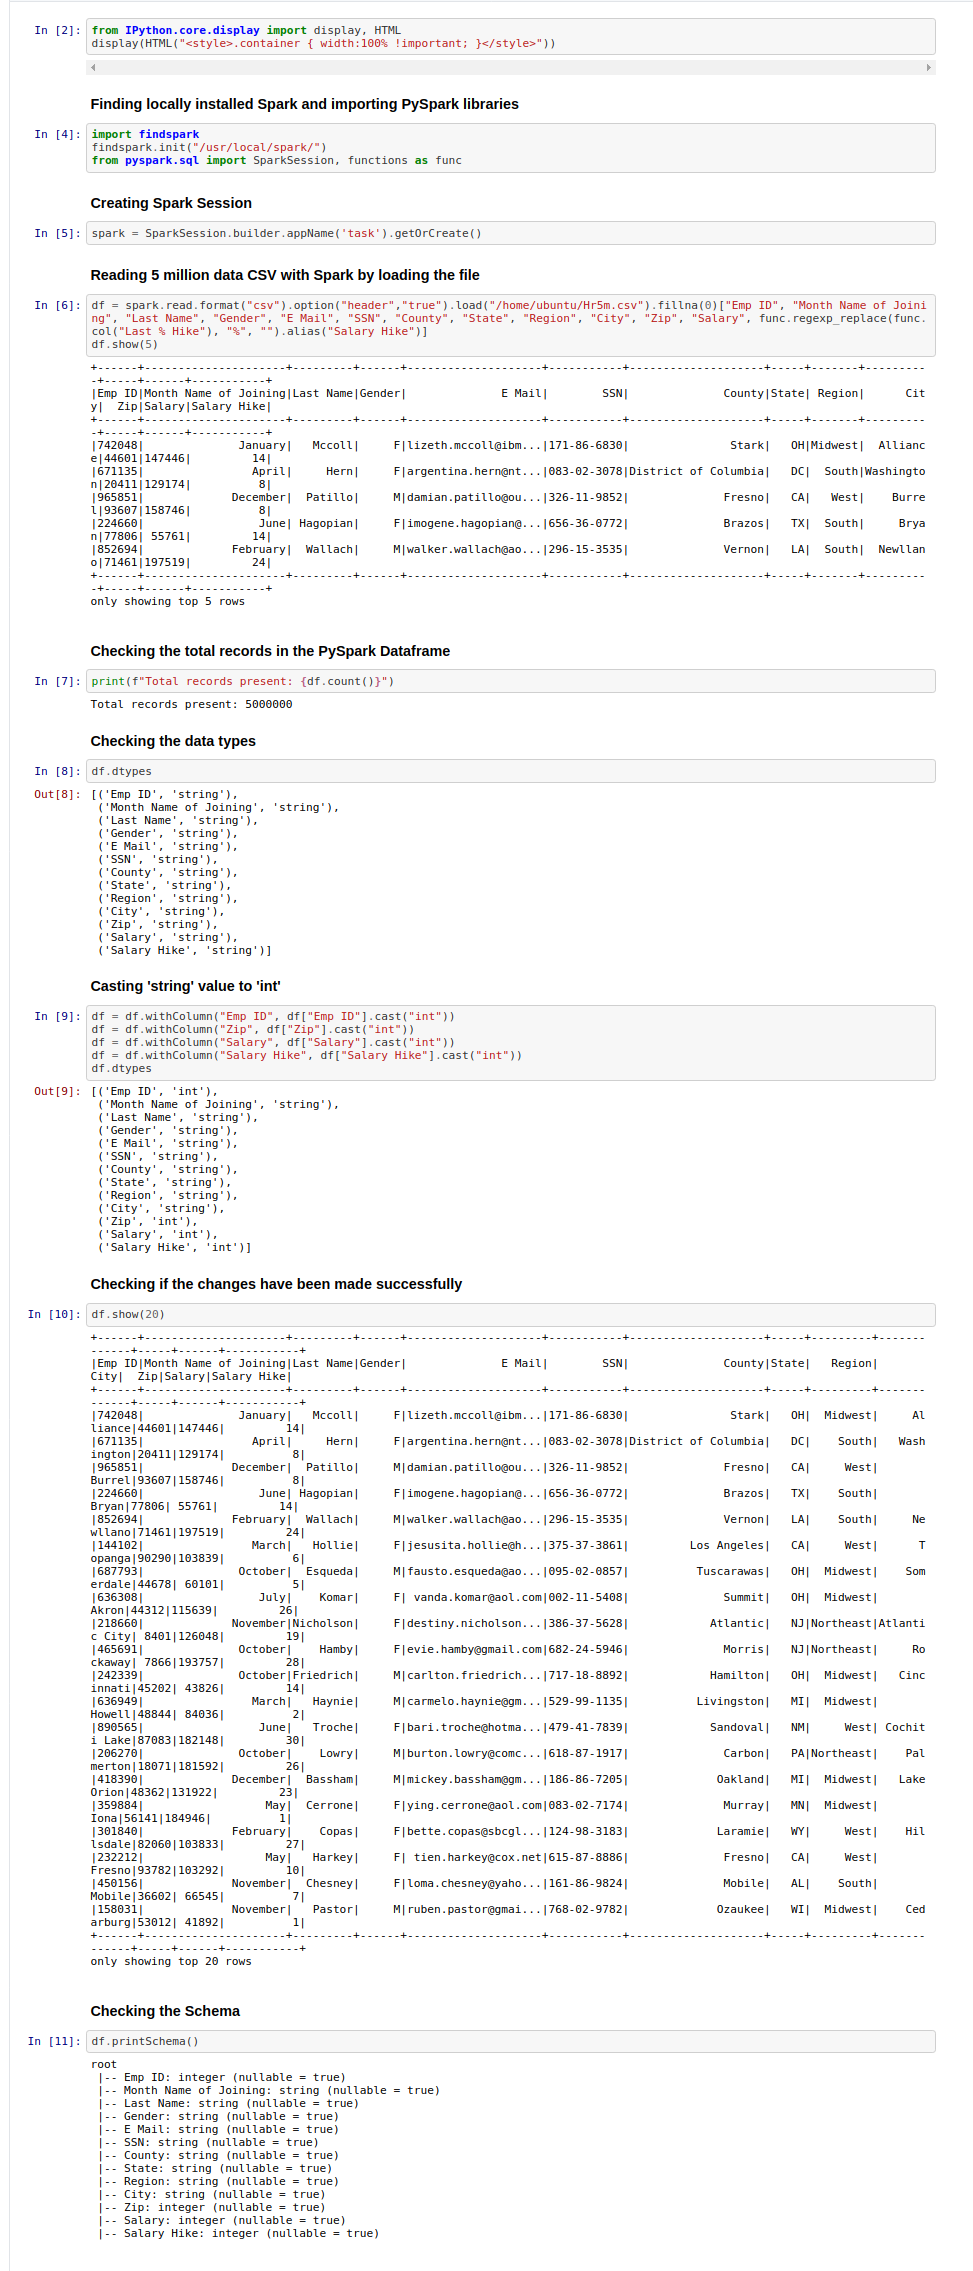 In [2]: from IPython.core.display import display, HTML
display(HTML("<style>.container { width:100% !important; }</style>"))
Finding locally installed Spark and importing PySpark libraries
In [4]: import findspark
findspark.init("/usr/local/spark/")
from pyspark.sql import SparkSession, functions as func
Creating Spark Session
In [5]: spark = SparkSession.builder.appName('task').getOrCreate()
Reading 5 million data CSV with Spark by loading the file
In [6]: df = spark.read.format("csv").option("header","true").load("/home/ubuntu/Hr5m.csv").fillna(0)["Emp ID", "Month Name of Joini
ng", "Last Name", "Gender", "E Mail", "SSN", "County", "State", "Region", "City", "Zip", "Salary", func.regexp_replace(func.
col("Last % Hike"), "%", "").alias("Salary Hike")]
df.show(5)
+------+---------------------+---------+------+--------------------+-----------+--------------------+-----+-------+---------
-+-----+------+-----------+
|Emp ID|Month Name of Joining|Last Name|Gender|              E Mail|        SSN|              County|State| Region|      Cit
y|  Zip|Salary|Salary Hike|
+------+---------------------+---------+------+--------------------+-----------+--------------------+-----+-------+---------
-+-----+------+-----------+
|742048|              January|   Mccoll|     F|lizeth.mccoll@ibm...|171-86-6830|               Stark|   OH|Midwest|  Allianc
e|44601|147446|         14|
|671135|                April|     Hern|     F|argentina.hern@nt...|083-02-3078|District of Columbia|   DC|  South|Washingto
n|20411|129174|          8|
|965851|             December|  Patillo|     M|damian.patillo@ou...|326-11-9852|              Fresno|   CA|   West|    Burre
l|93607|158746|          8|
|224660|                 June| Hagopian|     F|imogene.hagopian@...|656-36-0772|              Brazos|   TX|  South|     Brya
n|77806| 55761|         14|
|852694|             February|  Wallach|     M|walker.wallach@ao...|296-15-3535|              Vernon|   LA|  South|  Newllan
o|71461|197519|         24|
+------+---------------------+---------+------+--------------------+-----------+--------------------+-----+-------+---------
-+-----+------+-----------+
only showing top 5 rows
Checking the total records in the PySpark Dataframe
In [7]: print(f"Total records present: {df.count()}")
Total records present: 5000000
Checking the data types
In [8]: df.dtypes
Out[8]: [('Emp ID', 'string'),
('Month Name of Joining', 'string'),
('Last Name', 'string'),
('Gender', 'string'),
('E Mail', 'string'),
('SSN', 'string'),
('County', 'string'),
('State', 'string'),
('Region', 'string'),
('City', 'string'),
('Zip', 'string'),
('Salary', 'string'),
('Salary Hike', 'string')]
Casting 'string' value to 'int'
In [9]: df = df.withColumn("Emp ID", df["Emp ID"].cast("int"))
df = df.withColumn("Zip", df["Zip"].cast("int"))
df = df.withColumn("Salary", df["Salary"].cast("int"))
df = df.withColumn("Salary Hike", df["Salary Hike"].cast("int"))
df.dtypes
Out[9]: [('Emp ID', 'int'),
('Month Name of Joining', 'string'),
('Last Name', 'string'),
('Gender', 'string'),
('E Mail', 'string'),
('SSN', 'string'),
('County', 'string'),
('State', 'string'),
('Region', 'string'),
('City', 'string'),
('Zip', 'int'),
('Salary', 'int'),
('Salary Hike', 'int')]
Checking if the changes have been made successfully
In [10]: df.show(20)
+------+---------------------+---------+------+--------------------+-----------+--------------------+-----+---------+-------
------+-----+------+-----------+
|Emp ID|Month Name of Joining|Last Name|Gender|              E Mail|        SSN|              County|State|   Region|
City|  Zip|Salary|Salary Hike|
+------+---------------------+---------+------+--------------------+-----------+--------------------+-----+---------+-------
------+-----+------+-----------+
|742048|              January|   Mccoll|     F|lizeth.mccoll@ibm...|171-86-6830|               Stark|   OH|  Midwest|     Al
liance|44601|147446|         14|
|671135|                April|     Hern|     F|argentina.hern@nt...|083-02-3078|District of Columbia|   DC|    South|   Wash
ington|20411|129174|          8|
|965851|             December|  Patillo|     M|damian.patillo@ou...|326-11-9852|              Fresno|   CA|     West|
Burrel|93607|158746|          8|
|224660|                 June| Hagopian|     F|imogene.hagopian@...|656-36-0772|              Brazos|   TX|    South|
Bryan|77806| 55761|        14|
|852694|             February|  Wallach|     M|walker.wallach@ao...|296-15-3535|              Vernon|   LA|    South|     Ne
wllano|71461|197519|         24|
|144102|                March|   Hollie|     F|jesusita.hollie@h...|375-37-3861|         Los Angeles|   CA|     West|      T
opanga|90290|103839|          6|
|687793|              October|  Esqueda|     M|fausto.esqueda@ao...|095-02-0857|          Tuscarawas|   OH|  Midwest|    Som
erdale|44678| 60101|          5|
|636308|                 July|    Komar|     F| vanda.komar@aol.com|002-11-5408|              Summit|   OH|  Midwest|
Akron|44312|115639|         26|
|218660|             November|Nicholson|     F|destiny.nicholson...|386-37-5628|            Atlantic|   NJ|Northeast|Atlanti
c City| 8401|126048|         19|
|465691|              October|    Hamby|     F|evie.hamby@gmail.com|682-24-5946|              Morris|   NJ|Northeast|     Ro
ckaway| 7866|193757|         28|
|242339|              October|Friedrich|     M|carlton.friedrich...|717-18-8892|            Hamilton|   OH|  Midwest|   Cinc
innati|45202| 43826|         14|
|636949|                March|   Haynie|     M|carmelo.haynie@gm...|529-99-1135|          Livingston|   MI|  Midwest|
Howell|48844| 84036|          2|
|890565|                 June|   Troche|     F|bari.troche@hotma...|479-41-7839|            Sandoval|   NM|     West| Cochit
i Lake|87083|182148|         30|
|206270|              October|    Lowry|     M|burton.lowry@comc...|618-87-1917|              Carbon|   PA|Northeast|    Pal
merton|18071|181592|         26|
|418390|             December|  Bassham|     M|mickey.bassham@gm...|186-86-7205|             Oakland|   MI|  Midwest|   Lake
Orion|48362|131922|        23|
|359884|                  May|  Cerrone|     F|ying.cerrone@aol.com|083-02-7174|              Murray|   MN|  Midwest|
Iona|56141|184946|          1|
|301840|             February|    Copas|     F|bette.copas@sbcgl...|124-98-3183|             Laramie|   WY|     West|    Hil
lsdale|82060|103833|         27|
|232212|                  May|   Harkey|     F| tien.harkey@cox.net|615-87-8886|              Fresno|   CA|     West|
Fresno|93782|103292|         10|
|450156|             November|  Chesney|     F|loma.chesney@yaho...|161-86-9824|              Mobile|   AL|    South|
Mobile|36602| 66545|          7|
|158031|             November|   Pastor|     M|ruben.pastor@gmai...|768-02-9782|             Ozaukee|   WI|  Midwest|    Ced
arburg|53012| 41892|          1|
+------+---------------------+---------+------+--------------------+-----------+--------------------+-----+---------+-------
------+-----+------+-----------+
only showing top 20 rows
Checking the Schema
In [11]: df.printSchema()
root
|-- Emp ID: integer (nullable = true)
|-- Month Name of Joining: string (nullable = true)
|-- Last Name: string (nullable = true)
|-- Gender: string (nullable = true)
|-- E Mail: string (nullable = true)
|-- SSN: string (nullable = true)
|-- County: string (nullable = true)
|-- State: string (nullable = true)
|-- Region: string (nullable = true)
|-- City: string (nullable = true)
|-- Zip: integer (nullable = true)
|-- Salary: integer (nullable = true)
|-- Salary Hike: integer (nullable = true)